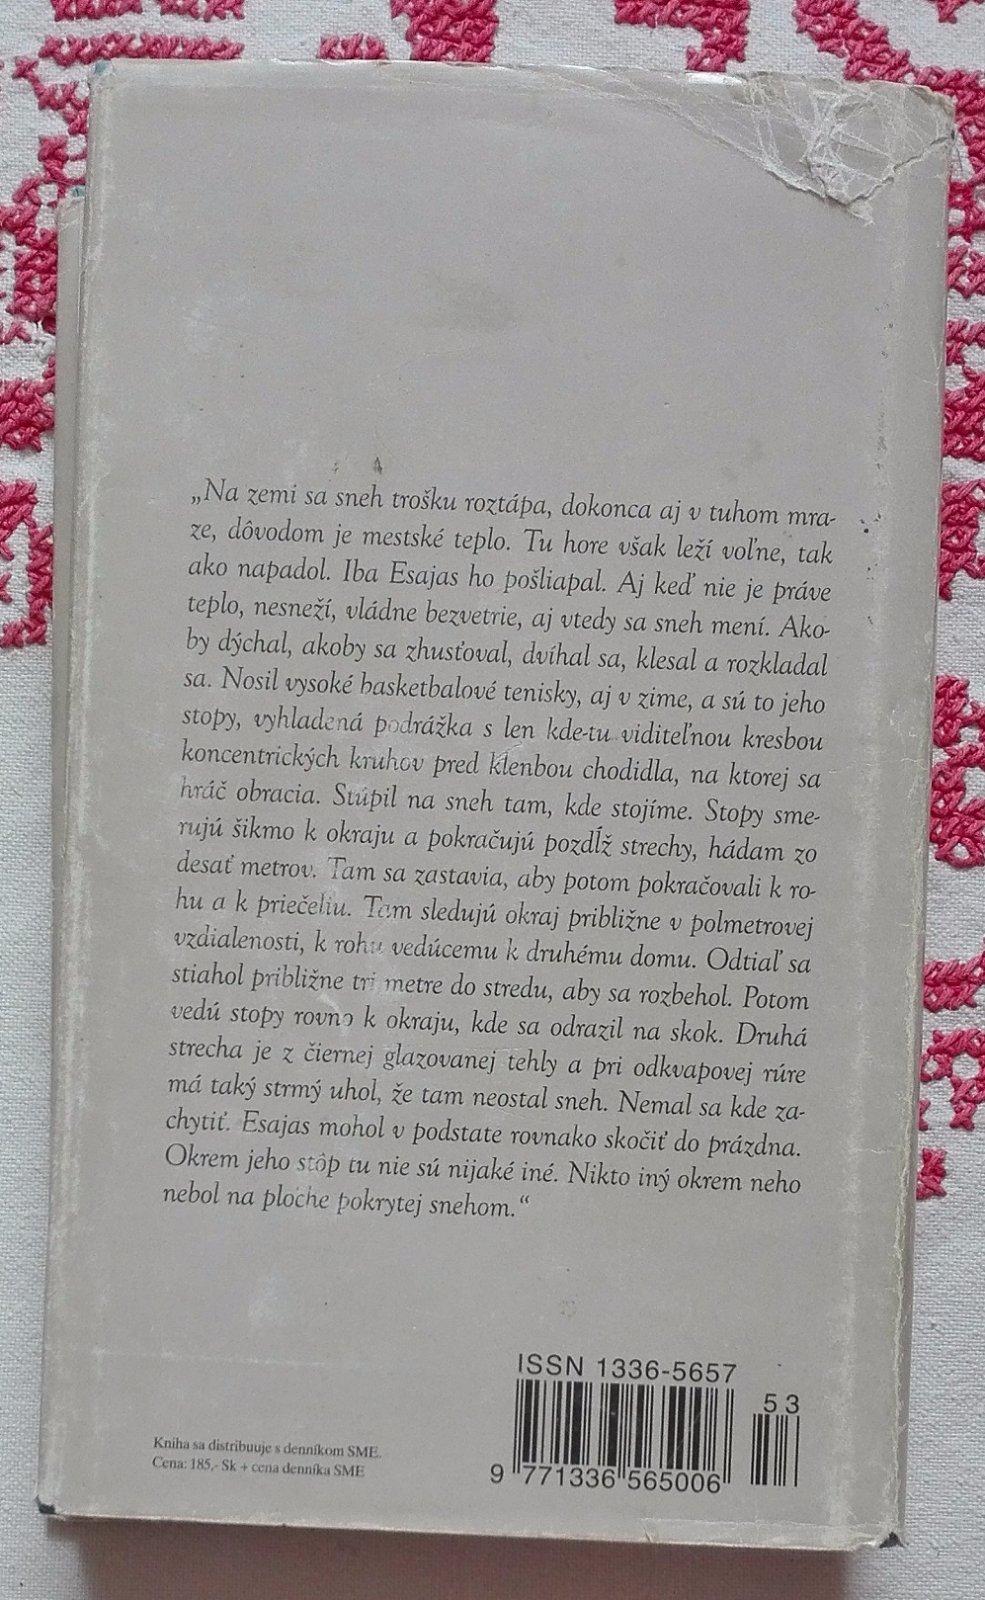 „Na zemi sa sneh trošku roztápa, dokonca aj v tuhom mra-
ze, dôvodom je mestské teplo. Tu hore však leží voľne, tak
ako napadol. Iba Esajas ho pošliapal. Aj keď nie je práve
teplo, nesneží, vládne bezvetrie, aj vtedy sa sneh mení. Ako-
by dýchal, akoby sa zhusťoval, dvíhal sa, klesal a rozkladal
sa. Nosil vysoké basketbalové tenisky, aj v zime, a sú to jeho
stopy, vyhladená podrážka s len kde-tu viditeľnou kresbou
koncentrických kruhov pred klenbou chodidla, na ktorej sa
hráč obracia. Stúpil na sneh tam, kde stojíme. Stopy sme-
rujú šikmo k okraju a pokračujú pozdĺž strechy, hádam zo
desať metrov. Tam sa zastavia, aby potom pokračovali k ro-
hu a k priečeliu. Tam sledujú okraj približne v polmetrovej
vzdialenosti, k rohu vedúcemu k druhému domu. Odtiaľ sa
stiahol približne tri metre do stredu, aby sa rozbehol. Potom
vedú stopy rovno k okraju, kde sa odrazil na skok. Druhá
strecha je z čiernej glazovanej tehly a pri odkvapovej rúre
má taký strmý uhol, že tam neostal sneh. Nemal sa kde za-
chytiť. Esajas mohol v podstate rovnako skočiť do prázdna.
Okrem jeho stôp tu nie sú nijaké iné. Nikto iný okrem neho
nebol na ploche pokrytej snehom.“
ISSN 1336-5657
53
Kniha sa distribuuje s denníkom SME.
Cena: 185,- Sk + cena denníka SME
9 771336 565006